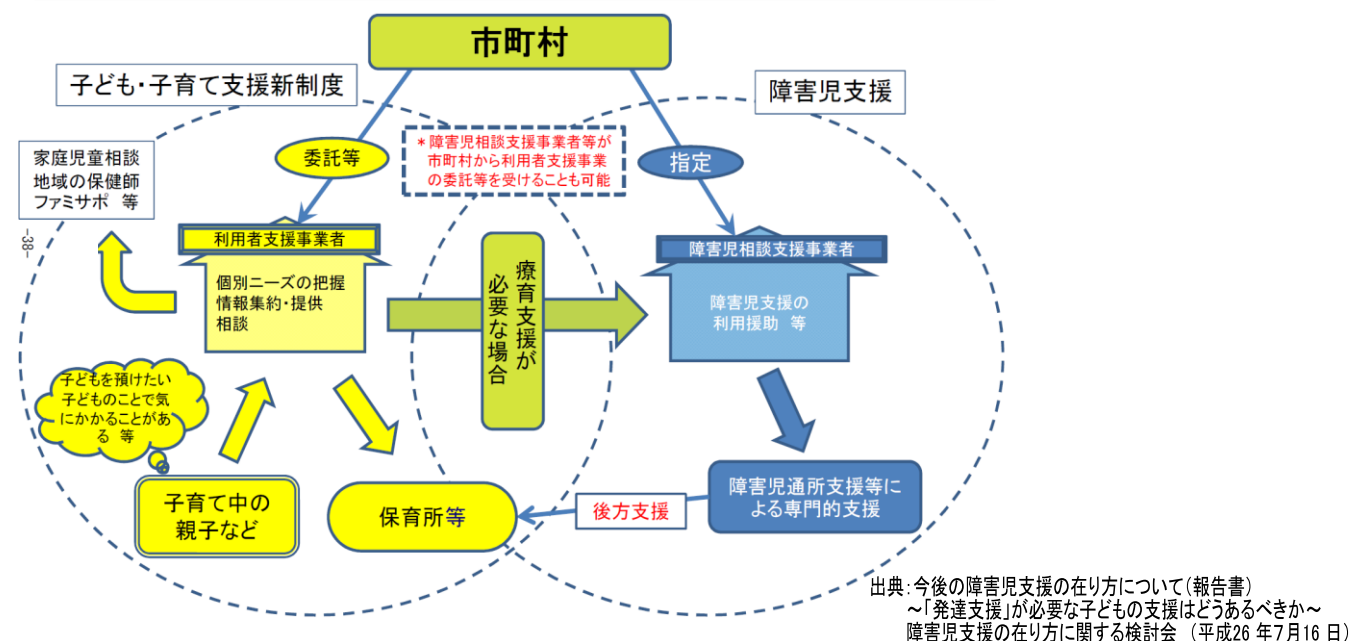 市町村
子ども・子育て支援新制度
障害児支援
委託等
*障害児相談支援事業者等が
市町村から利用者支援事業
の委託等を受けることも可能
指定
家庭児童相談
地域の保健師
ファミサポ 等
-38-
利用者支援事業者
個別ニーズの把握
情報集約・提供
相談
療育支援が
必要な場合
障害児相談支援事業者
障害児支援の
利用援助 等
子どもを預けたい
子どものことで気
にかかることがあ
る 等
子育て中の
親子など
保育所等
後方支援
障害児通所支援等に
よる専門的支援
出典:今後の障害児支援の在り方について(報告書)
～「発達支援」が必要な子どもの支援はどうあるべきか～
障害児支援の在り方に関する検討会 (平成26 年7月16 日)